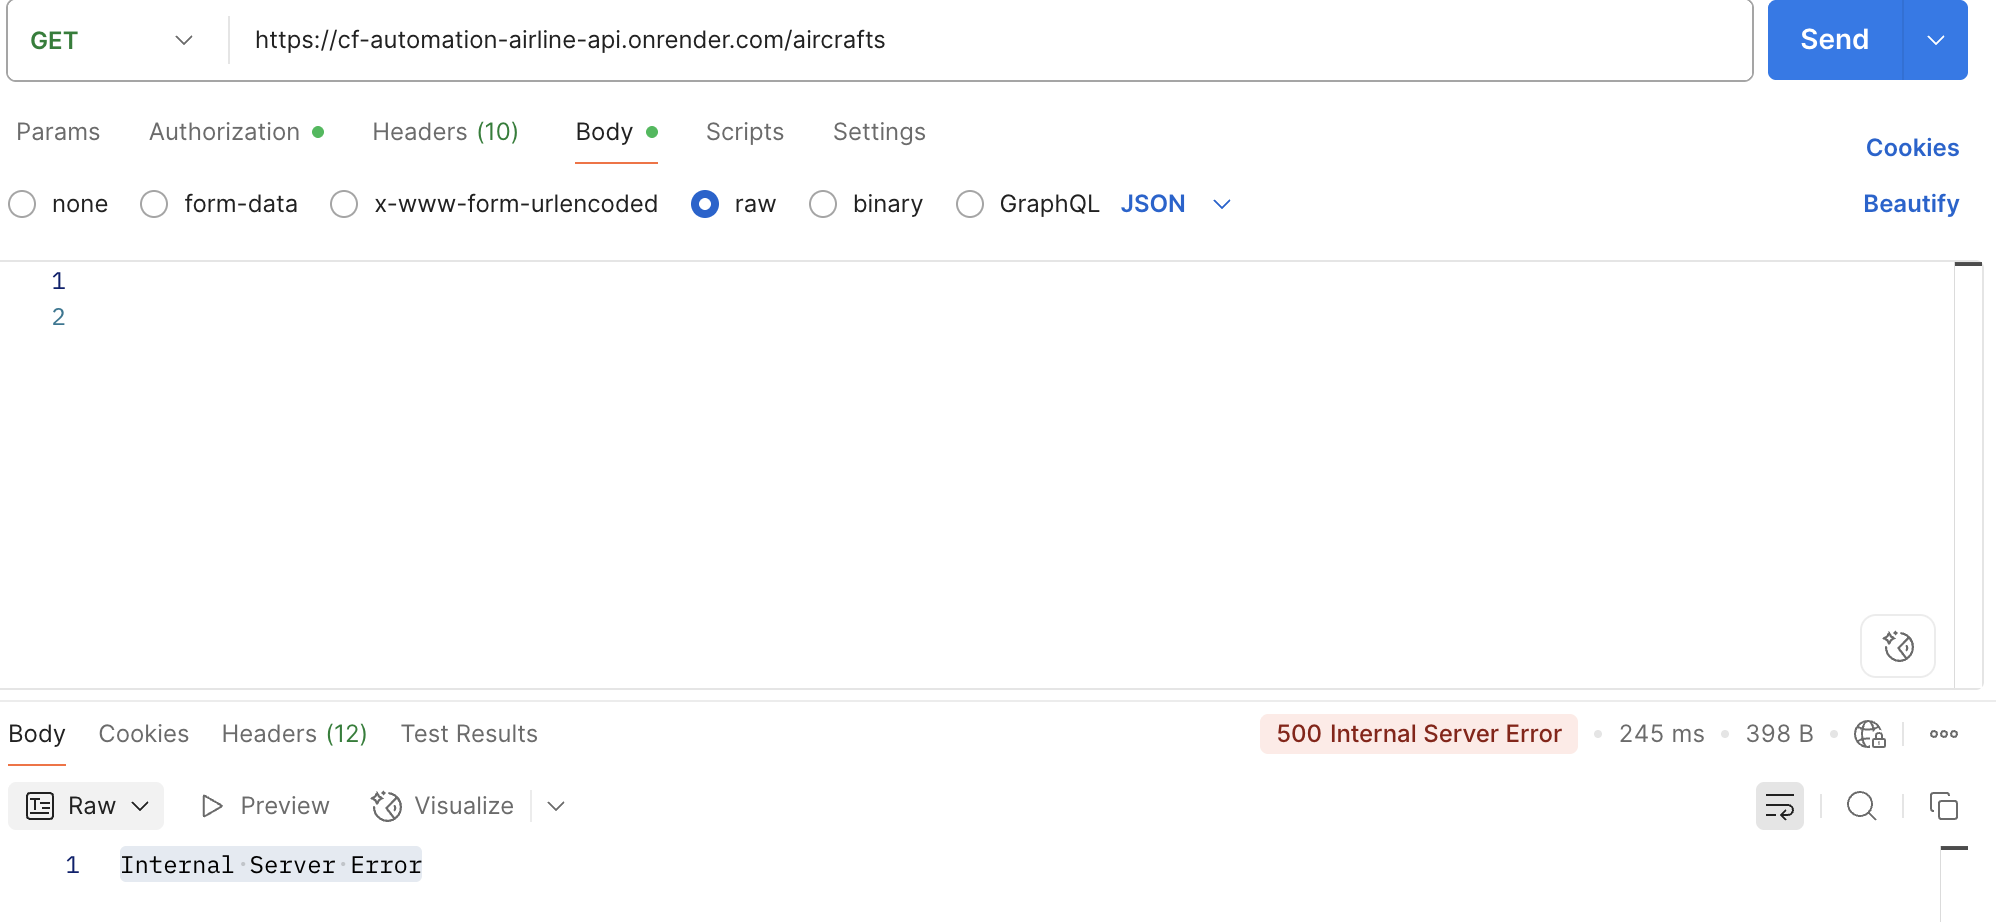 GET https://cf-automation-airline-api.onrender.com/aircrafts Send
Params Authorization Headers (10) Body Scripts Settings Cookies
none form-data x-www-form-urlencoded raw binary GraphQL JSON Beautify
1
2
Body Cookies Headers (12) Test Results 500 Internal Server Error 245 ms 398 B
Raw Preview Visualize
1 Internal Server Error